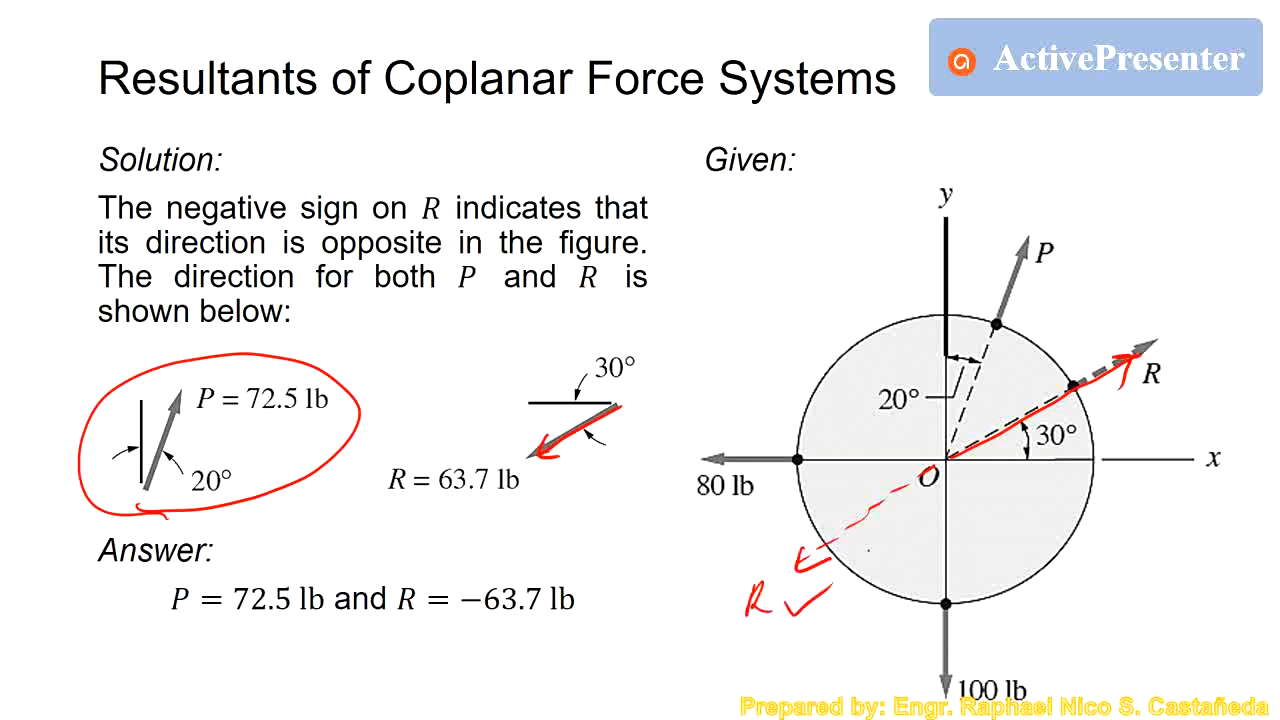 ActivePresenter
Resultants of Coplanar Force Systems
Solution:
The negative sign on R indicates that
its direction is opposite in the figure.
The direction for both P and R is
shown below:
P = 72.5 lb
20°
30°
R = 63.7 lb
Answer:
P = 72.5 lb and R = −63.7 lb
Given:
y
P
R
20°
30°
x
O
80 lb
R
100 lb
Prepared by: Engr. Raphael Nico S. Castañeda